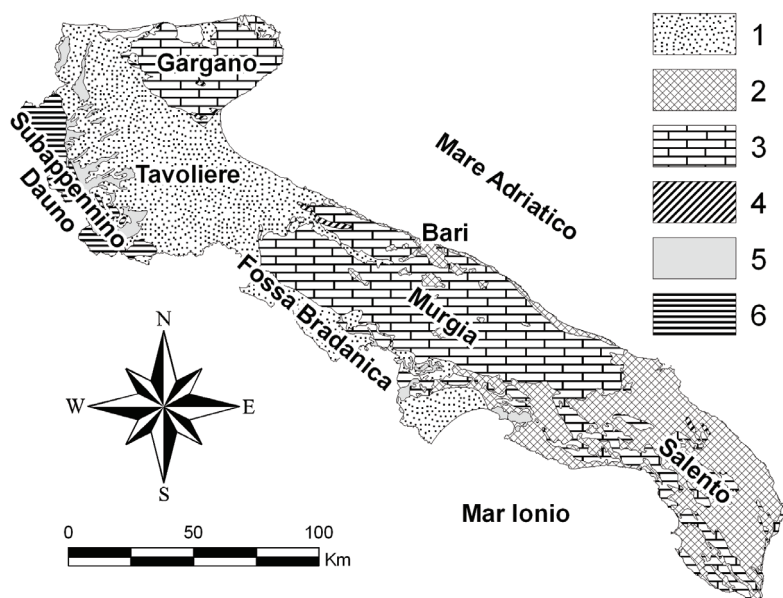 Gargano
1
2
3
4
5
6
Subappennino
Dauno
Tavoliere
Mare Adriatico
Bari
Fossa Bradanica
Murgia
Salento
Mar Ionio
N
W
E
S
0
50
100
Km